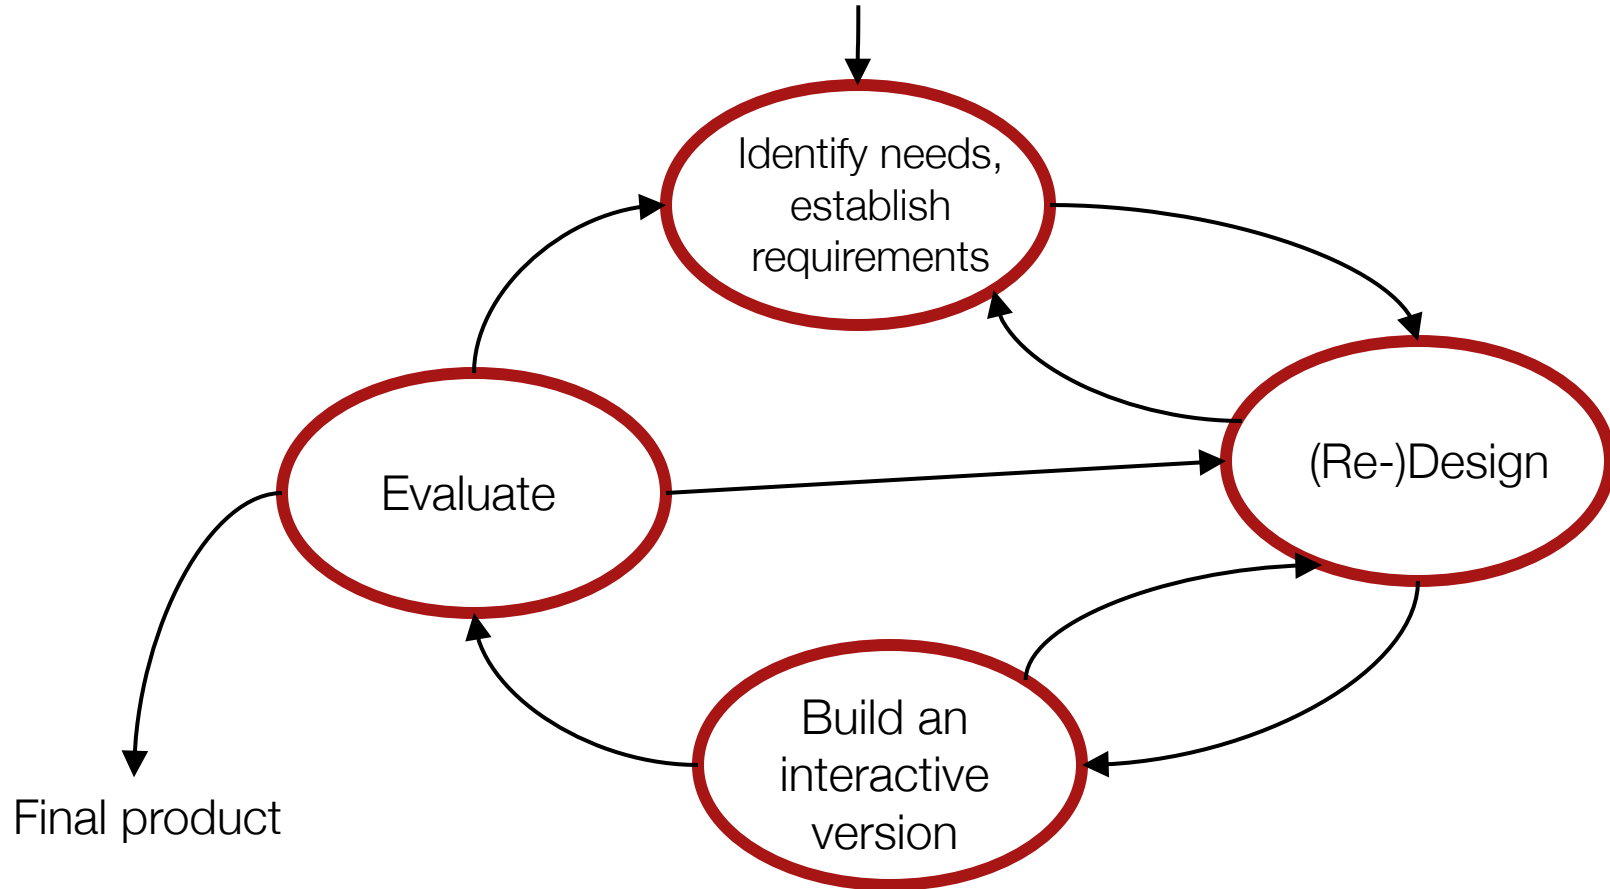 Identify needs,
establish
requirements
(Re-)Design
Evaluate
Build an
interactive
version
Final product